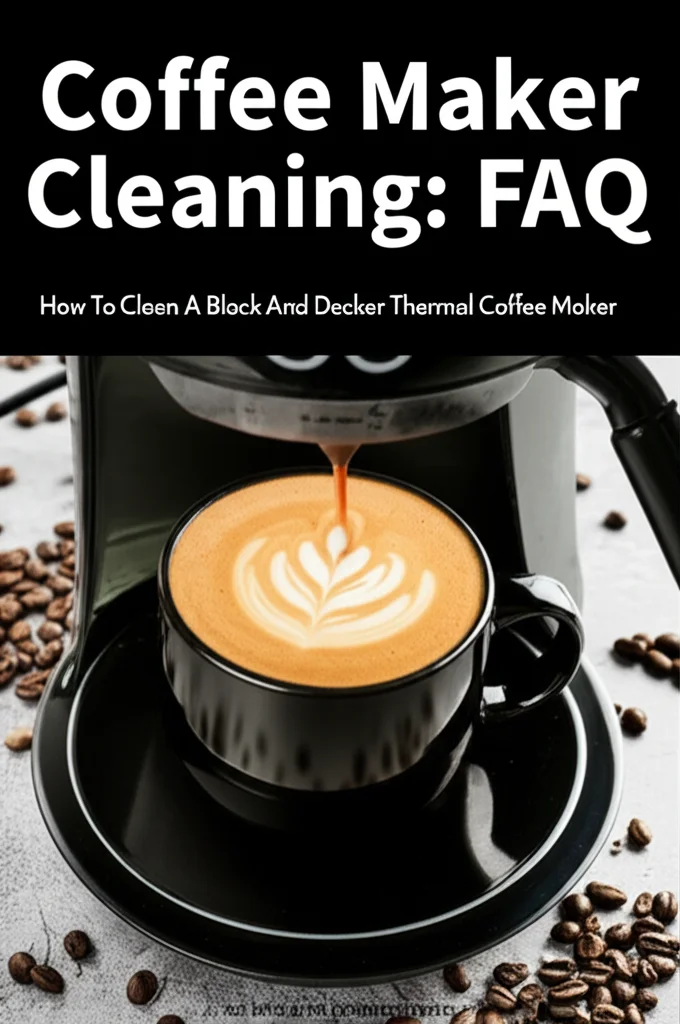 Coffee Maker
Cleaning: FAQ
How To Cleen A Block And Decker Thermal Coffee Moker